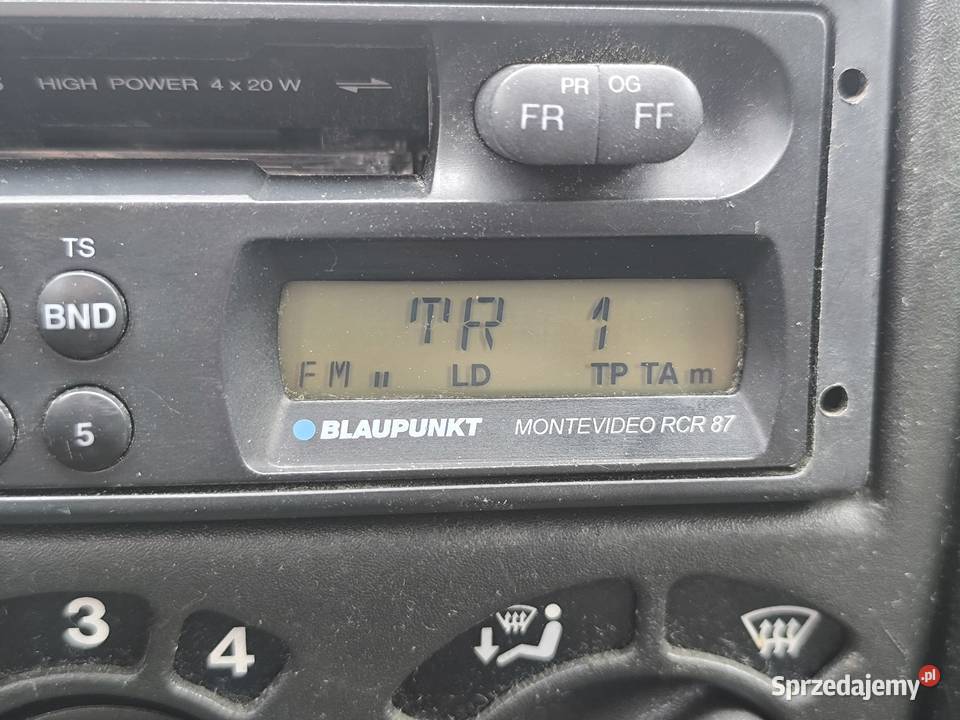 HIGH POWER 4 x 20 W
PR OG
FR FF
TS
BND
TR 1
FM II LD TP TA m
BLAUPUNKT MONTEVIDEO RCR 87
5
3
4
Sprzedajemy.pl